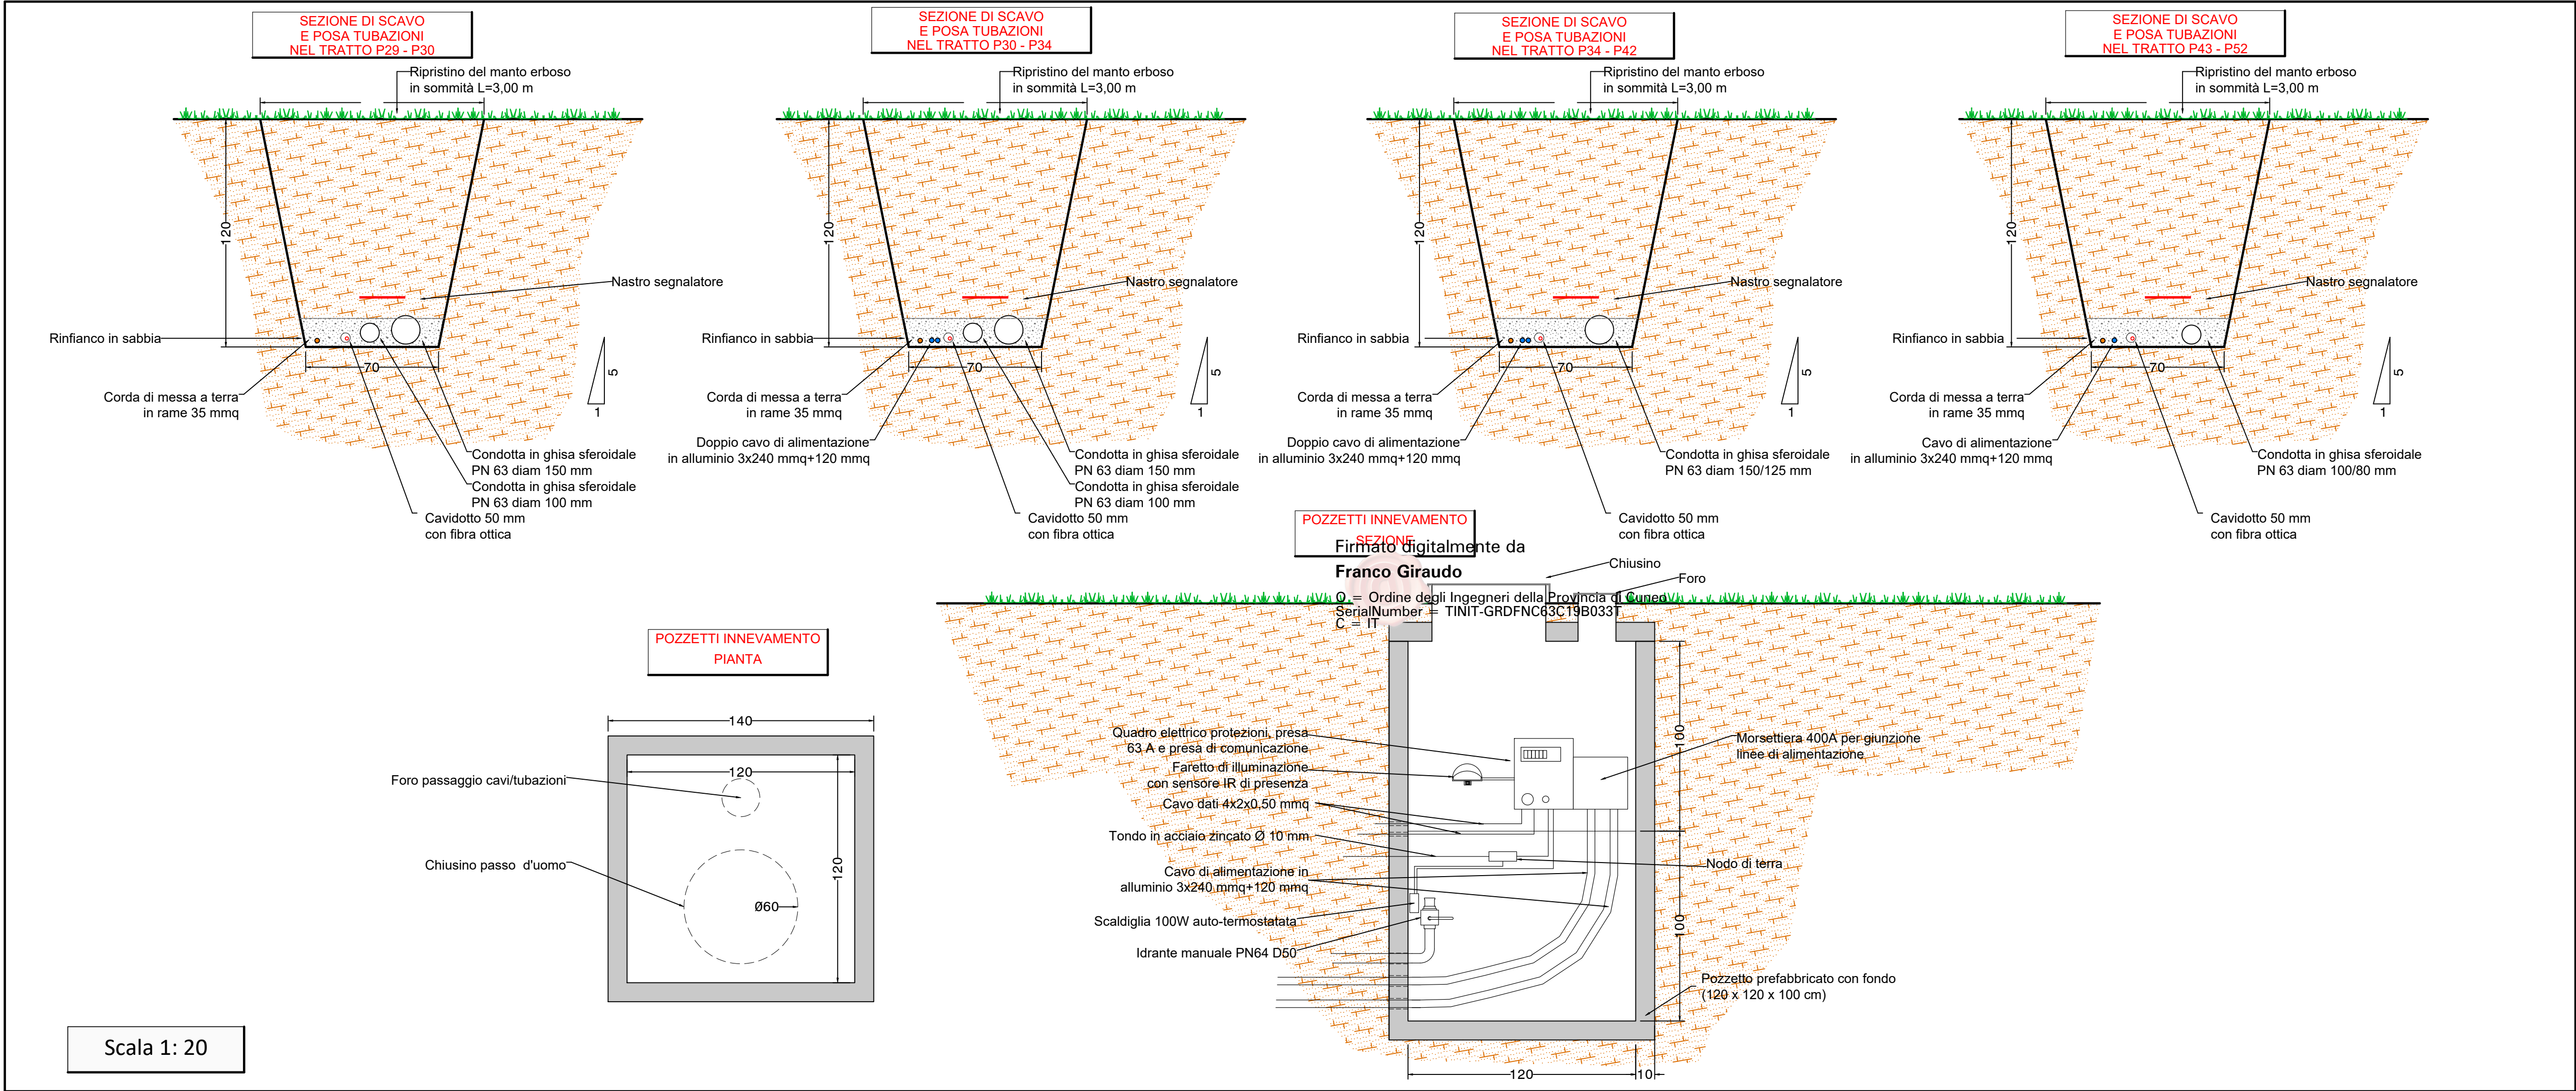 SEZIONE DI SCAVO
E POSA TUBAZIONI
NEL TRATTO P29 - P30
Ripristino del manto erboso
in sommità L=3,00 m
120
Nastro segnalatore
Rinfianco in sabbia
70
5
1
Corda di messa a terra
in rame 35 mmq
Condotta in ghisa sferoidale
PN 63 diam 150 mm
Condotta in ghisa sferoidale
PN 63 diam 100 mm
Cavidotto 50 mm
con fibra ottica
SEZIONE DI SCAVO
E POSA TUBAZIONI
NEL TRATTO P30 - P34
Ripristino del manto erboso
in sommità L=3,00 m
120
Nastro segnalatore
Rinfianco in sabbia
70
5
1
Corda di messa a terra
in rame 35 mmq
Doppio cavo di alimentazione
in alluminio 3x240 mmq+120 mmq
Condotta in ghisa sferoidale
PN 63 diam 150 mm
Condotta in ghisa sferoidale
PN 63 diam 100 mm
Cavidotto 50 mm
con fibra ottica
SEZIONE DI SCAVO
E POSA TUBAZIONI
NEL TRATTO P34 - P42
Ripristino del manto erboso
in sommità L=3,00 m
120
Nastro segnalatore
Rinfianco in sabbia
70
5
1
Corda di messa a terra
in rame 35 mmq
Doppio cavo di alimentazione
in alluminio 3x240 mmq+120 mmq
Condotta in ghisa sferoidale
PN 63 diam 150/125 mm
Cavidotto 50 mm
con fibra ottica
SEZIONE DI SCAVO
E POSA TUBAZIONI
NEL TRATTO P43 - P52
Ripristino del manto erboso
in sommità L=3,00 m
120
Nastro segnalatore
Rinfianco in sabbia
70
5
1
Corda di messa a terra
in rame 35 mmq
Cavo di alimentazione
in alluminio 3x240 mmq+120 mmq
Condotta in ghisa sferoidale
PN 63 diam 100/80 mm
Cavidotto 50 mm
con fibra ottica
POZZETTI INNEVAMENTO
PIANTA
140
120
120
Foro passaggio cavi/tubazioni
Chiusino passo d'uomo
Ø60
POZZETTI INNEVAMENTO
SEZIONE
Firmato digitalmente da
Franco Giraudo
O = Ordine degli Ingegneri della Provincia di Cuneo
SerialNumber = TINIT-GRDFNC63C19B033T
C = IT
Chiusino
Foro
Quadro elettrico protezioni, presa
63 A e presa di comunicazione
Faretto di illuminazione
con sensore IR di presenza
Cavo dati 4x2x0,50 mmq
Tondo in acciaio zincato Ø 10 mm
Cavo di alimentazione in
alluminio 3x240 mmq+120 mmq
Scaldiglia 100W auto-termostatata
Idrante manuale PN64 D50
100
Morsettiera 400A per giunzione
linee di alimentazione
Nodo di terra
100
Pozzetto prefabbricato con fondo
(120 x 120 x 100 cm)
120
10
Scala 1: 20